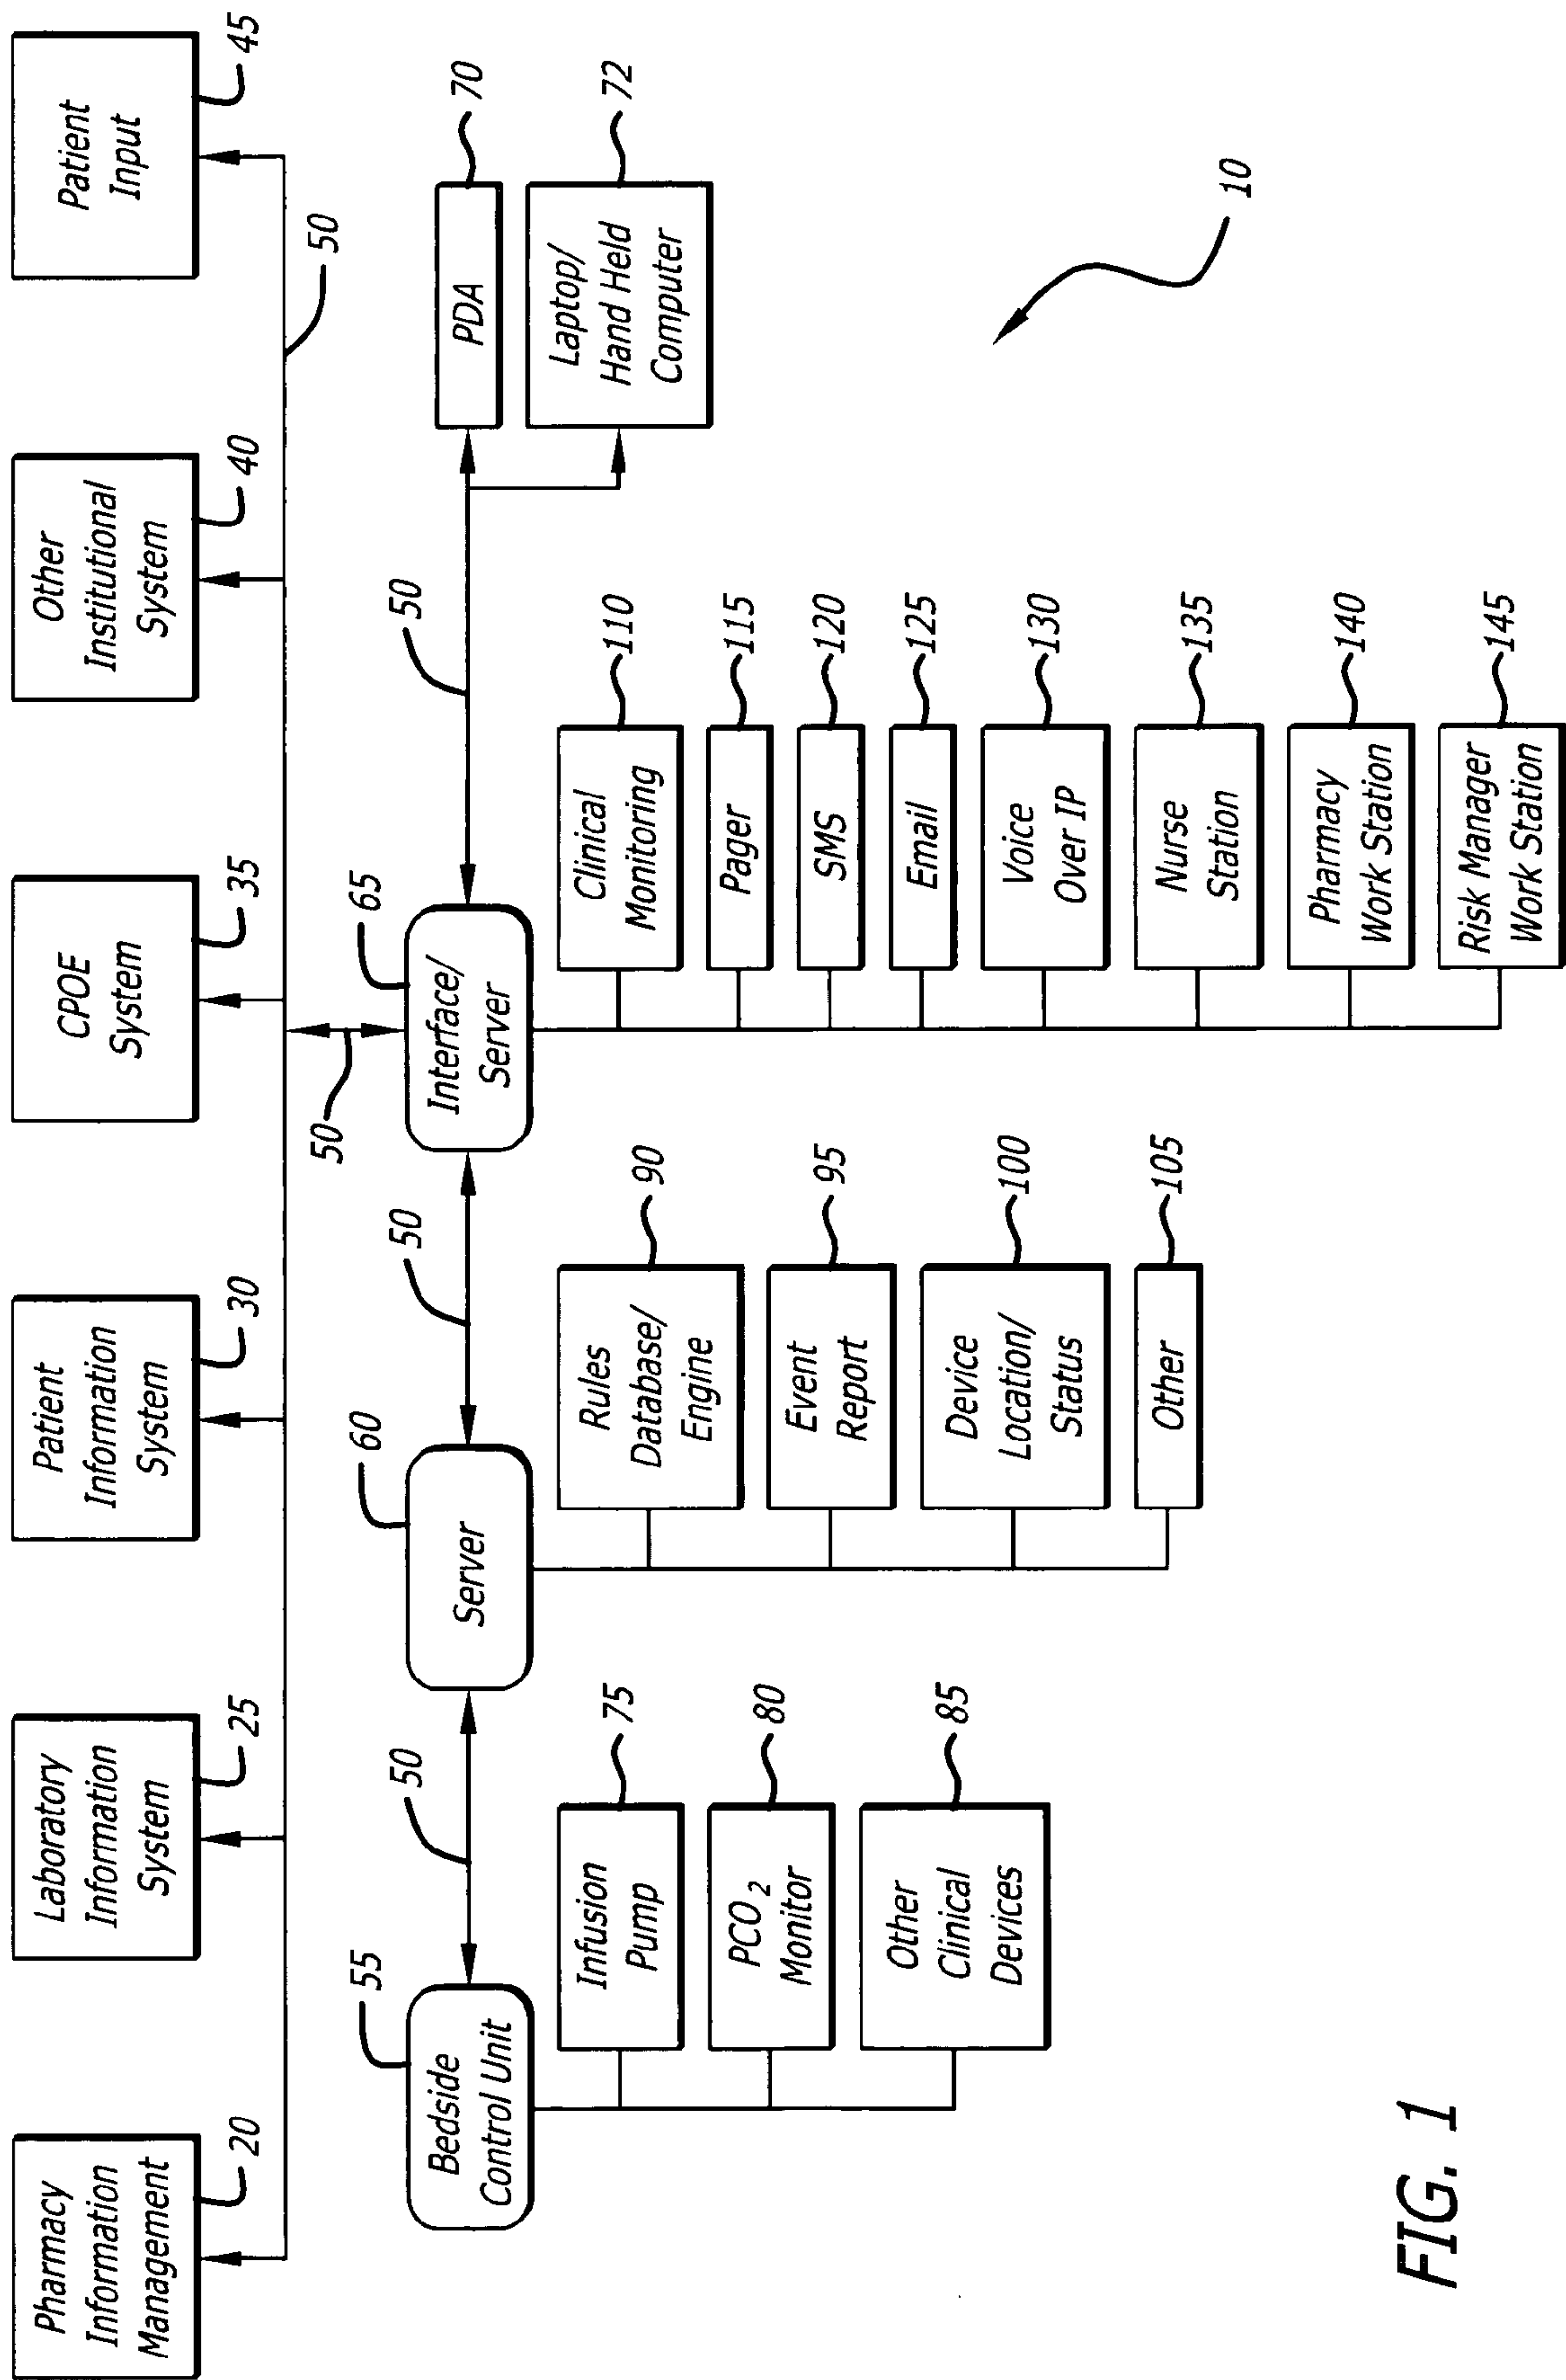 Pharmacy
Information
Management
20
Laboratory
Information
System
25
Patient
Information
System
30
CPOE
System
35
Other
Institutional
System
40
Patient
Input
45
50
50
Bedside
Control Unit
55
50
Server
60
50
Interface/
Server
65
50
PDA
70
Laptop/
Hand Held
Computer
72
Infusion
Pump
75
PCO₂
Monitor
80
Other
Clinical
Devices
85
Rules
Database/
Engine
90
Event
Report
95
Device
Location/
Status
100
Other
105
Clinical
Monitoring
110
Pager
115
SMS
120
Email
125
Voice
Over IP
130
Nurse
Station
135
Pharmacy
Work Station
140
Risk Manager
Work Station
145
10
FIG. 1